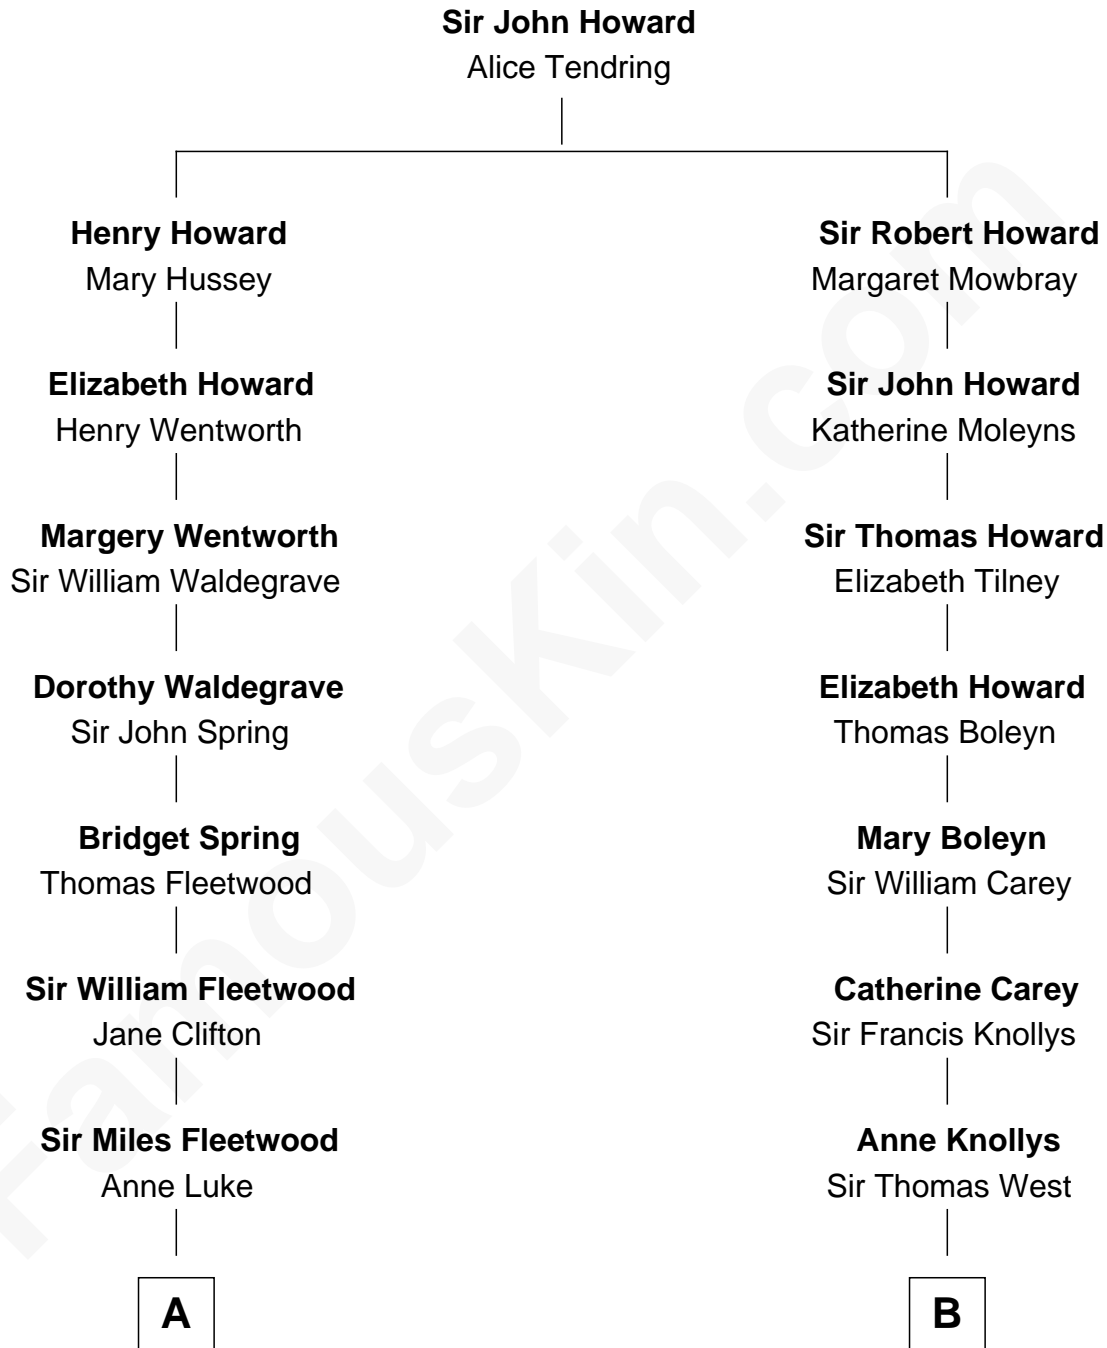 Sir John Howard
Alice Tendring
Henry Howard
Mary Hussey
Elizabeth Howard
Henry Wentworth
Margery Wentworth
Sir William Waldegrave
Dorothy Waldegrave
Sir John Spring
Bridget Spring
Thomas Fleetwood
Sir William Fleetwood
Jane Clifton
Sir Miles Fleetwood
Anne Luke
A
Sir Robert Howard
Margaret Mowbray
Sir John Howard
Katherine Moleyns
Sir Thomas Howard
Elizabeth Tilney
Elizabeth Howard
Thomas Boleyn
Mary Boleyn
Sir William Carey
Catherine Carey
Sir Francis Knollys
Anne Knollys
Sir Thomas West
B
FamousKin.com